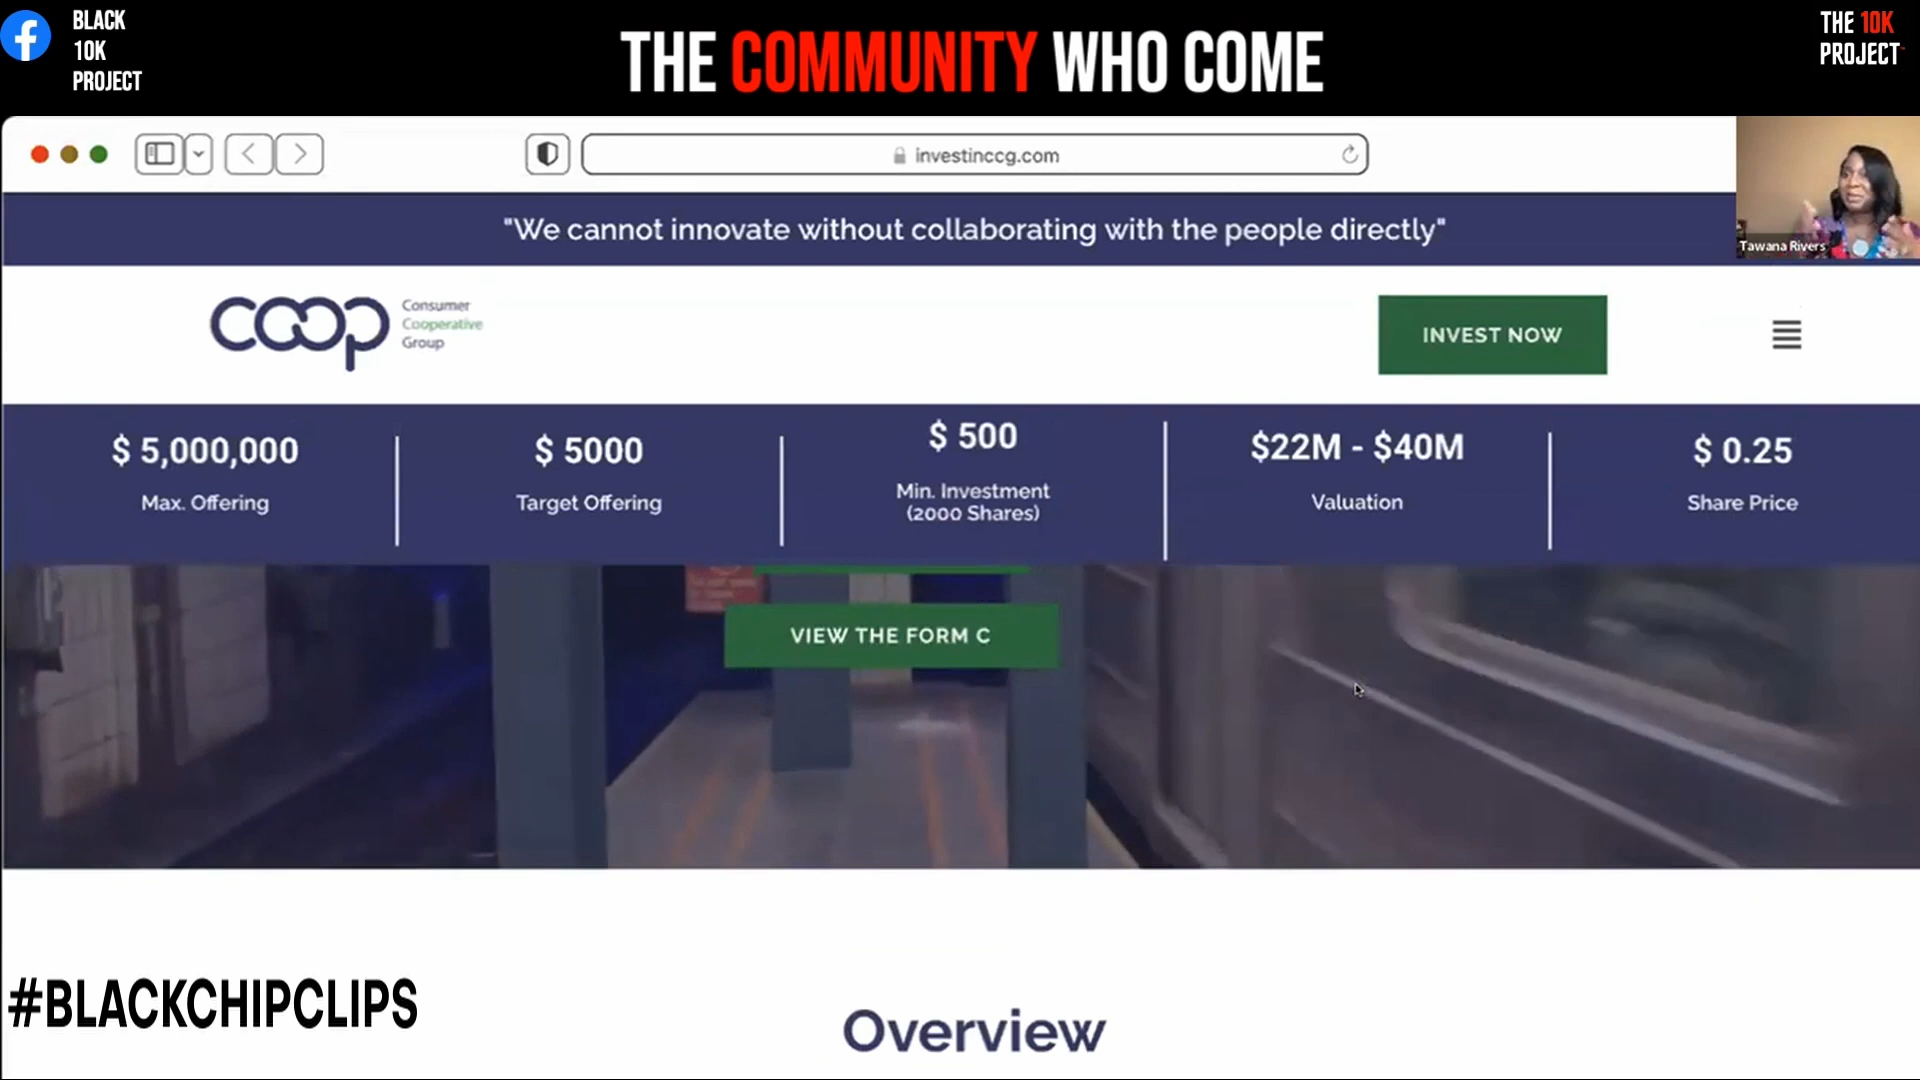 BLACK
10K
PROJECT
THE COMMUNITY WHO COME
THE 10K
PROJECT
investinccg.com
"We cannot innovate without collaborating with the people directly"
Tawana Rivers
coop
Consumer
Cooperative
Group
INVEST NOW
$ 5,000,000
Max. Offering
$ 5000
Target Offering
$ 500
Min. Investment
(2000 Shares)
$22M - $40M
Valuation
$ 0.25
Share Price
VIEW THE FORM C
#BLACKCHIPCLIPS
Overview